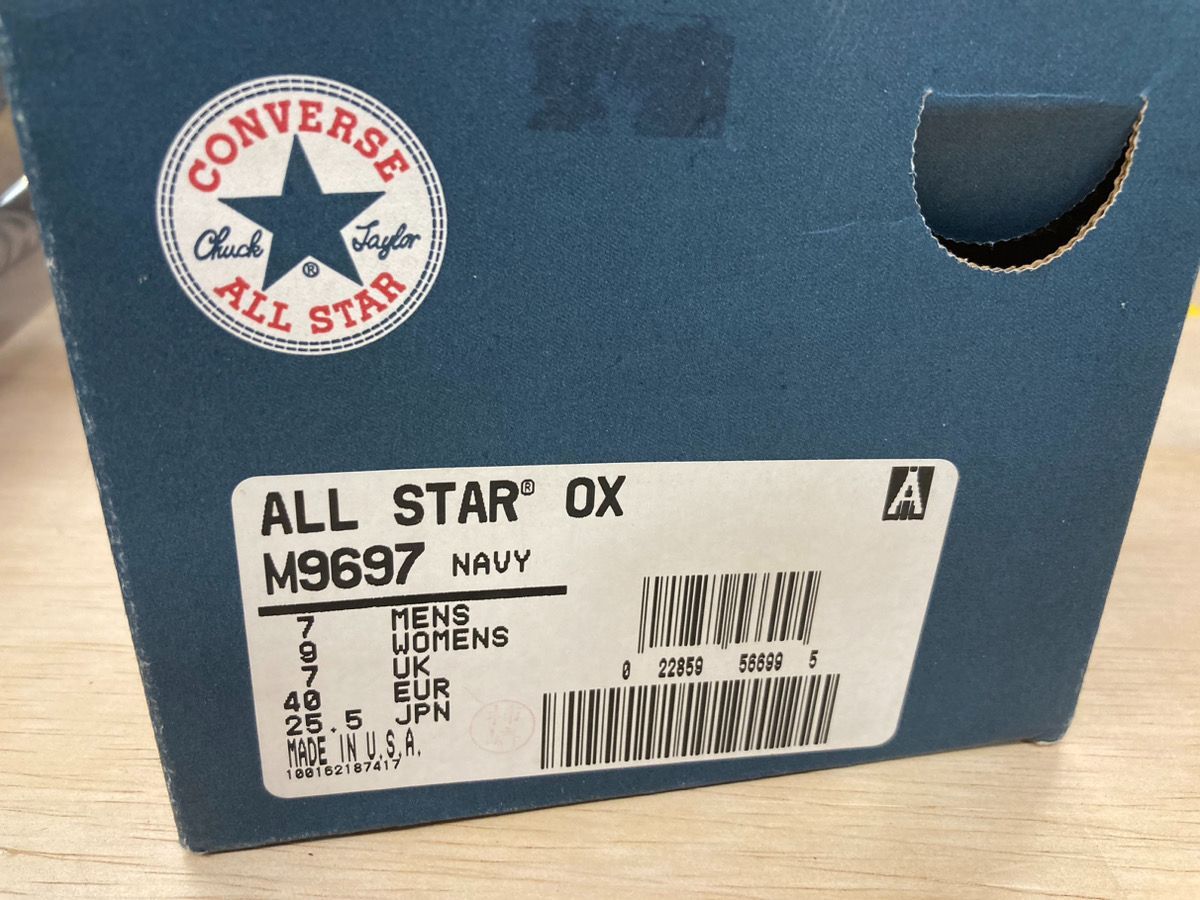 CONVERSE
Chuck Taylor
®
ALL STAR
ALL STAR® OX
M9697 NAVY
7 MENS
9 WOMENS
7 UK
40 EUR
25.5 JPN
MADE IN U.S.A.
100162187417
0 22859 56699 5